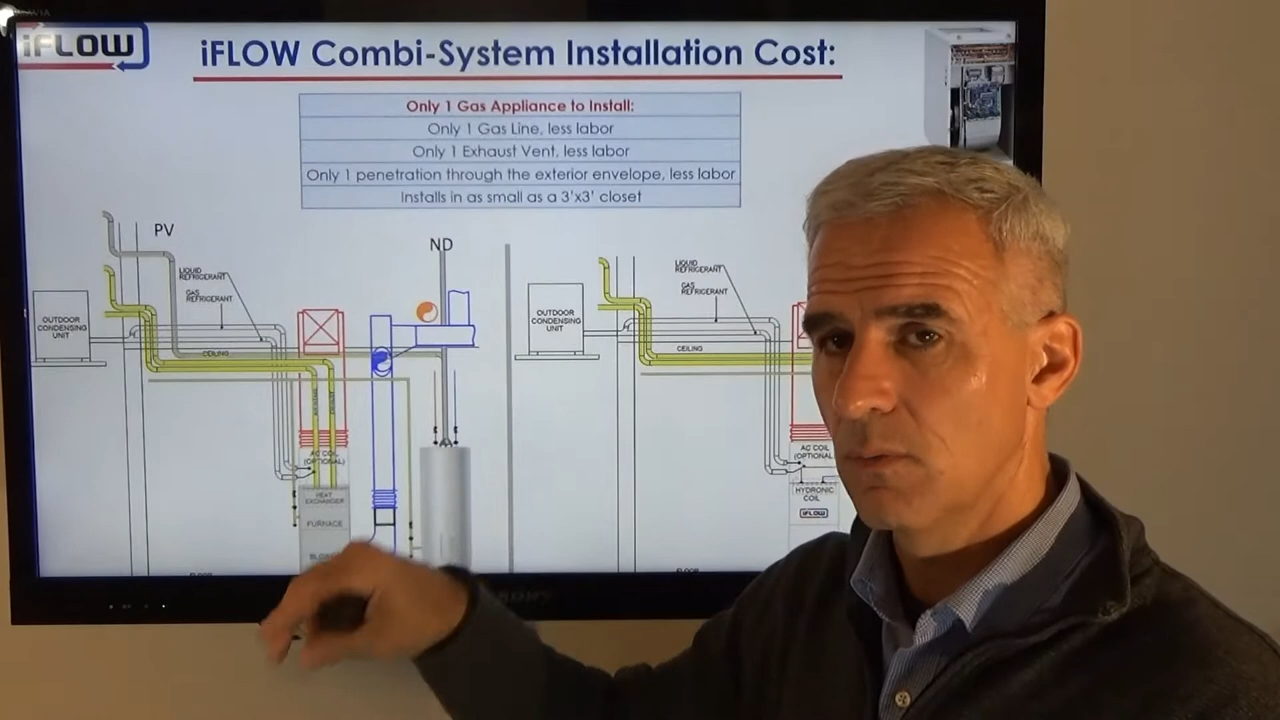 iFLOW
iFLOW Combi-System Installation Cost:
Only 1 Gas Appliance to Install:
Only 1 Gas Line, less labor
Only 1 Exhaust Vent, less labor
Only 1 penetration through the exterior envelope, less labor
Installs in as small as a 3'x3' closet
PV
ND
LIQUID
REFRIGERANT
GAS
REFRIGERANT
OUTDOOR
CONDENSING
UNIT
CEILING
AC COIL
(OPTIONAL)
HEAT
EXCHANGER
FURNACE
LIQUID
REFRIGERANT
GAS
REFRIGERANT
OUTDOOR
CONDENSING
UNIT
CEILING
AC COIL
(OPTIONAL)
HYDRONIC
COIL
iFLOW
SONY